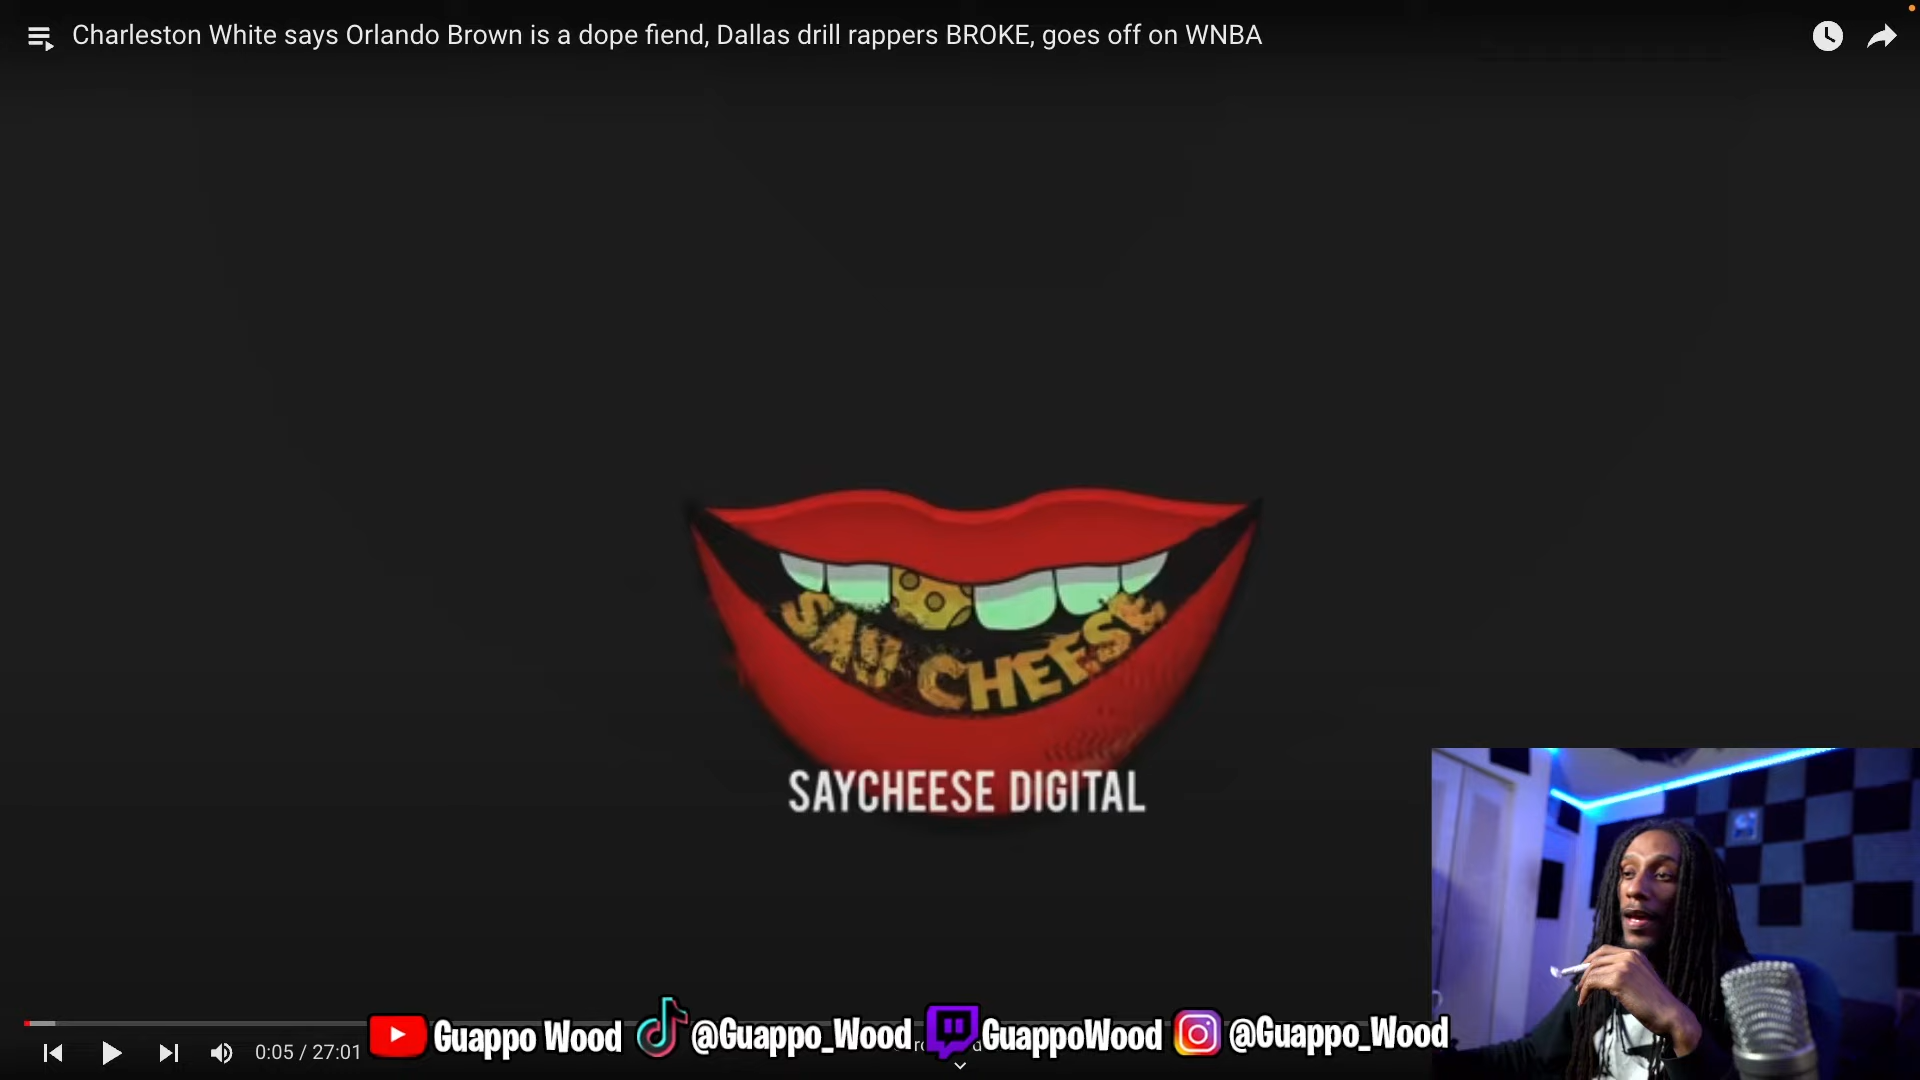 Charleston White says Orlando Brown is a dope fiend, Dallas drill rappers BROKE, goes off on WNBA
SAY CHEESE
SAYCHEESE DIGITAL
0:05 / 27:01
Guappo Wood @Guappo_Wood GuappoWood @Guappo_Wood